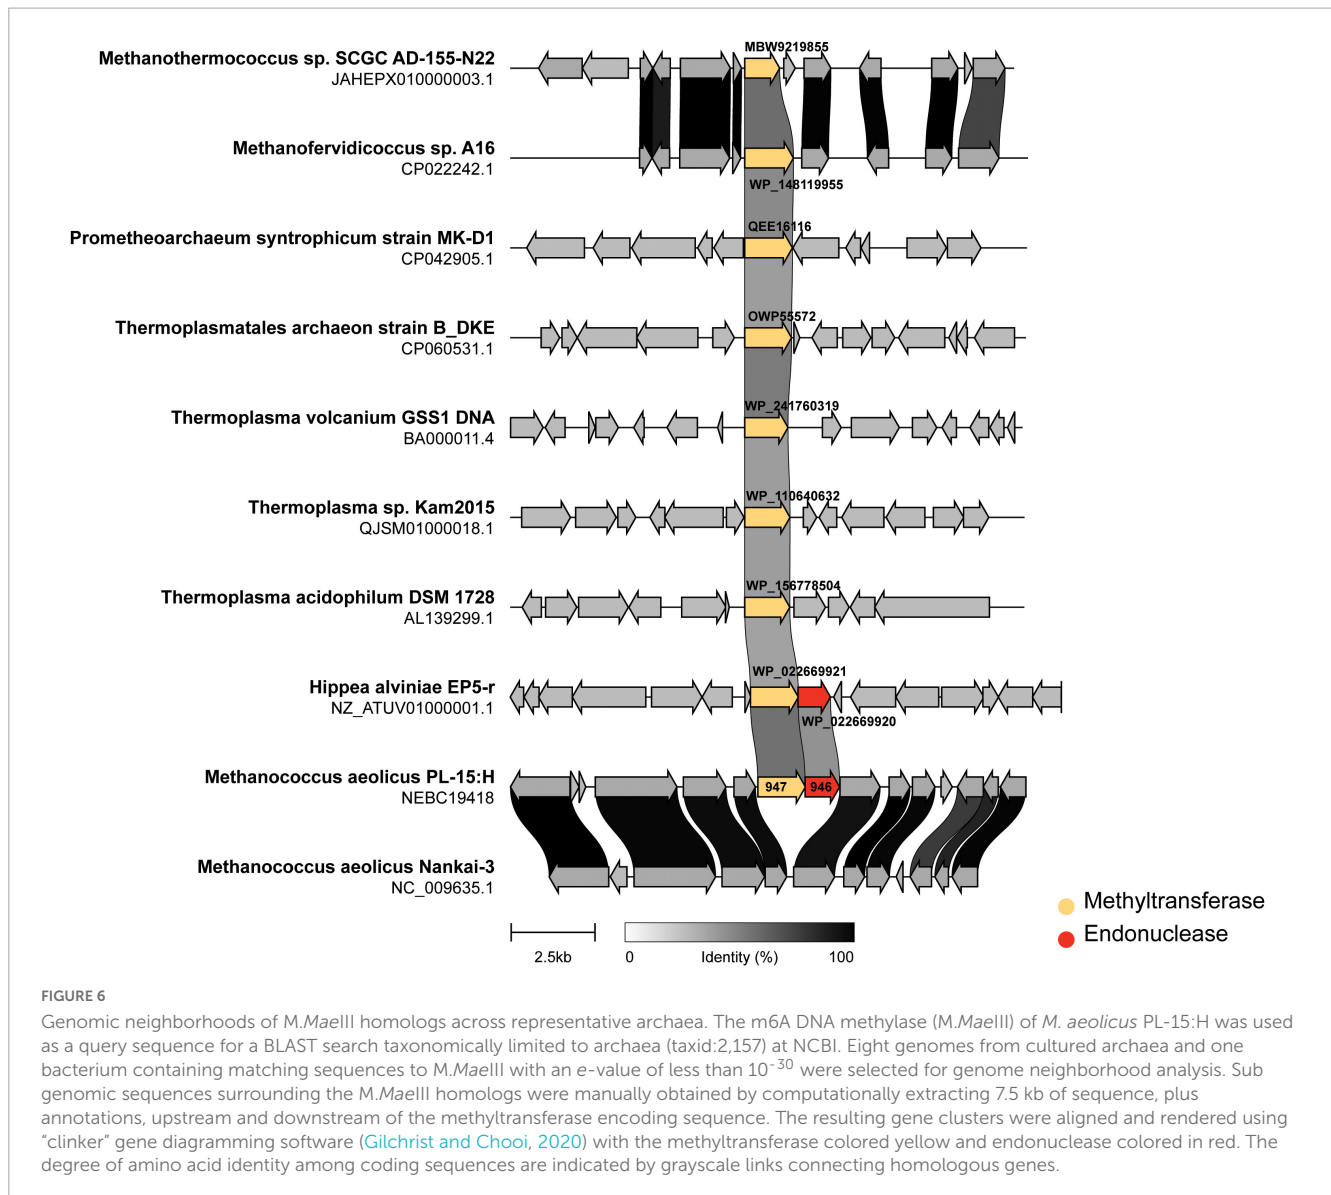 MBW9219855
Methanothermococcus sp. SCGC AD-155-N22
JAHEPX010000003.1
Methanofervidicoccus sp. A16
CP022242.1
WP_148119955
QEE16116
Prometheoarchaeum syntrophicum strain MK-D1
CP042905.1
OWP55572
Thermoplasmatales archaeon strain B_DKE
CP060531.1
WP_241760319
Thermoplasma volcanium GSS1 DNA
BA000011.4
WP_110640632
Thermoplasma sp. Kam2015
QJSM01000018.1
WP_156778504
Thermoplasma acidophilum DSM 1728
AL139299.1
WP_022669921
Hippea alviniae EP5-r
NZ_ATUV01000001.1
WP_022669920
Methanococcus aeolicus PL-15:H
NEBC19418
947 946
Methanococcus aeolicus Nankai-3
NC_009635.1
Methyltransferase
Endonuclease
2.5kb
0 Identity (%) 100
FIGURE 6
Genomic neighborhoods of M.MaeIII homologs across representative archaea. The m6A DNA methylase (M.MaeIII) of M. aeolicus PL-15:H was used
as a query sequence for a BLAST search taxonomically limited to archaea (taxid:2,157) at NCBI. Eight genomes from cultured archaea and one
bacterium containing matching sequences to M.MaeIII with an e-value of less than 10-30 were selected for genome neighborhood analysis. Sub
genomic sequences surrounding the M.MaeIII homologs were manually obtained by computationally extracting 7.5 kb of sequence, plus
annotations, upstream and downstream of the methyltransferase encoding sequence. The resulting gene clusters were aligned and rendered using
“clinker” gene diagramming software (Gilchrist and Chooi, 2020) with the methyltransferase colored yellow and endonuclease colored in red. The
degree of amino acid identity among coding sequences are indicated by grayscale links connecting homologous genes.